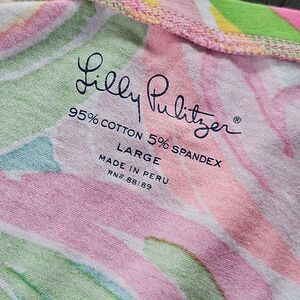 Lilly Pulitzer®
95% COTTON 5% SPANDEX
LARGE
MADE IN PERU
RN# 88189